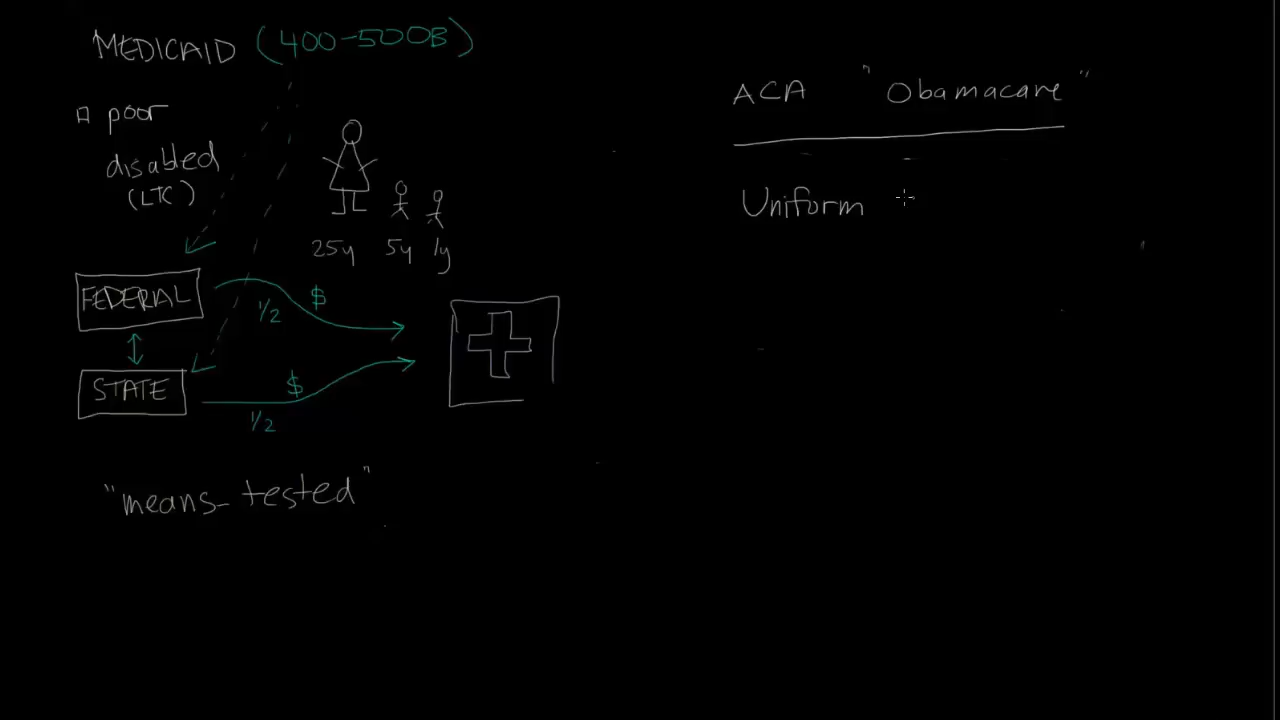 MEDICAID (400-500B)
□ poor
disabled
(LTC)
25y 5y 1y
FEDERAL
1/2 $
STATE
$
1/2
"means-tested"
ACA "Obamacare"
Uniform